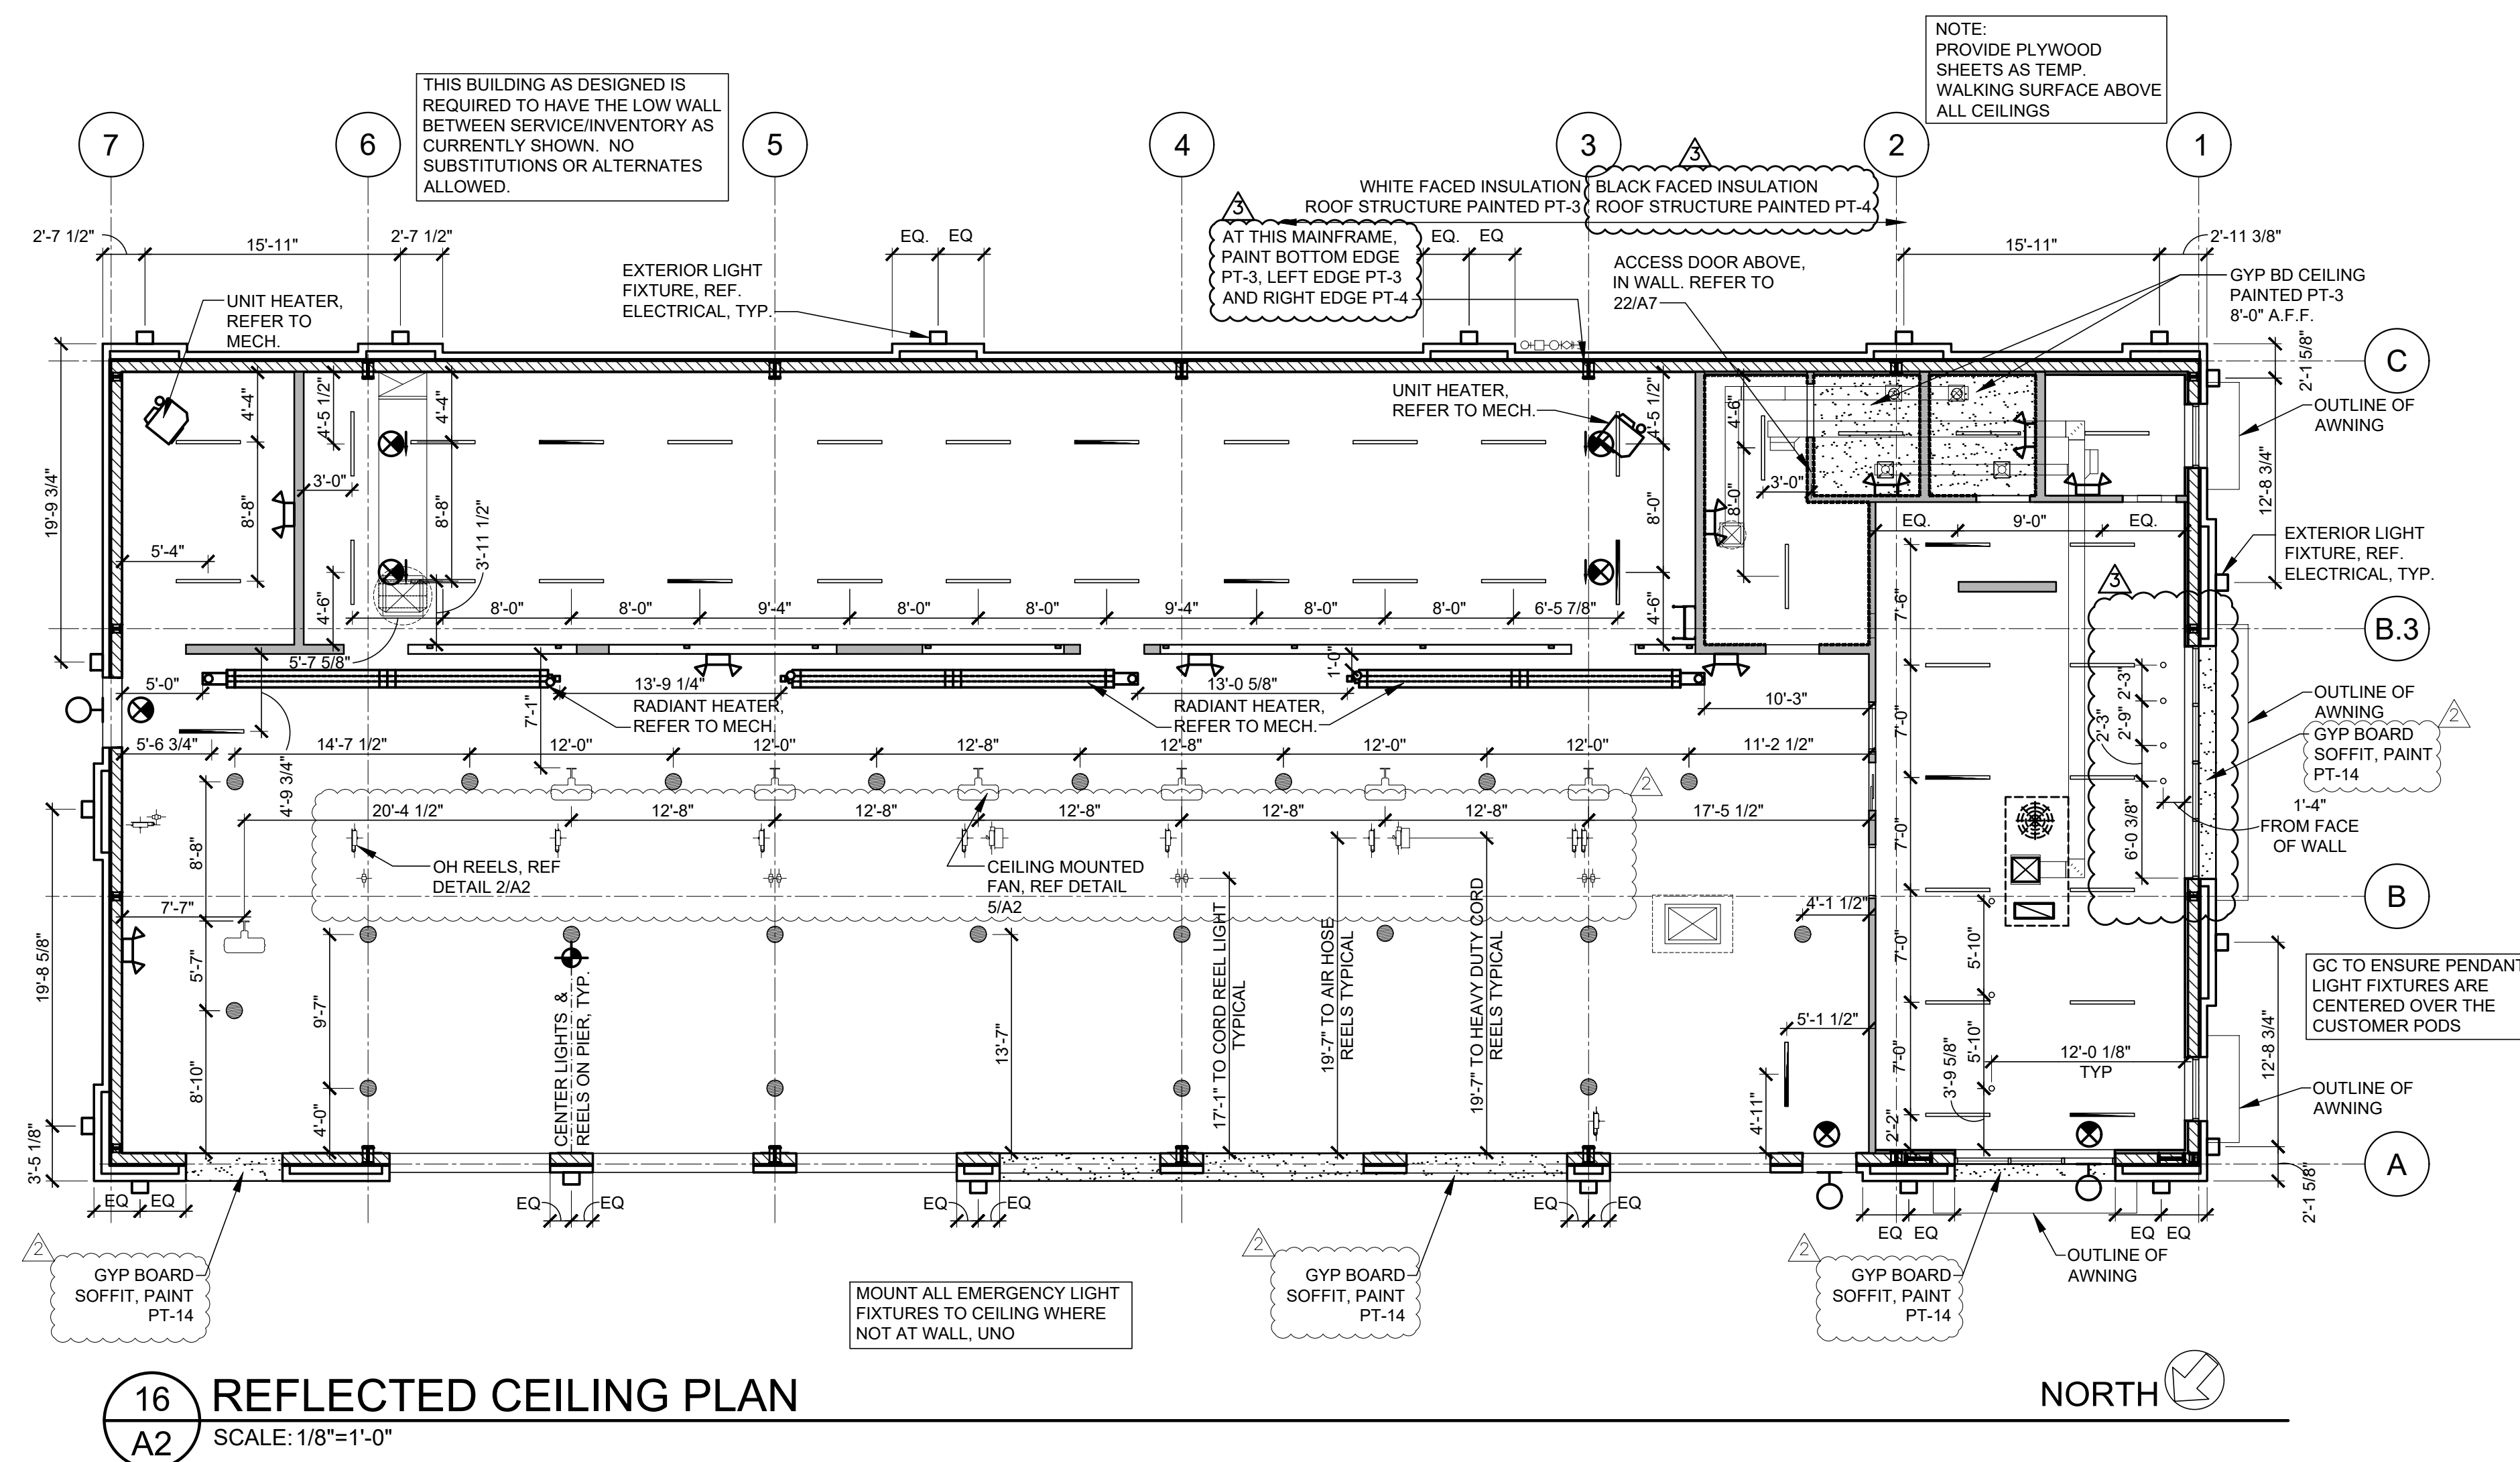 NOTE:
PROVIDE PLYWOOD
SHEETS AS TEMP.
WALKING SURFACE ABOVE
ALL CEILINGS
THIS BUILDING AS DESIGNED IS
REQUIRED TO HAVE THE LOW WALL
BETWEEN SERVICE/INVENTORY AS
CURRENTLY SHOWN. NO
SUBSTITUTIONS OR ALTERNATES
ALLOWED.
7
6
5
4
3
2
1
3
WHITE FACED INSULATION
ROOF STRUCTURE PAINTED PT-3
BLACK FACED INSULATION
ROOF STRUCTURE PAINTED PT-4
3
AT THIS MAINFRAME,
PAINT BOTTOM EDGE
PT-3, LEFT EDGE PT-3
AND RIGHT EDGE PT-4
2'-7 1/2"
15'-11"
2'-7 1/2"
EQ.
EQ
EQ.
EQ
15'-11"
2'-11 3/8"
UNIT HEATER,
REFER TO
MECH.
EXTERIOR LIGHT
FIXTURE, REF.
ELECTRICAL, TYP.
ACCESS DOOR ABOVE,
IN WALL. REFER TO
22/A7
GYP BD CEILING
PAINTED PT-3
8'-0" A.F.F.
2'-1 5/8"
C
UNIT HEATER,
REFER TO MECH.
OUTLINE OF
AWNING
19'-9 3/4"
4'-4"
4'-5 1/2"
4'-4"
4'-5 1/2"
4'-6"
12'-8 3/4"
8'-8"
3'-0"
8'-8"
3'-11 1/2"
8'-0"
8'-0"
3'-0"
5'-4"
EQ.
9'-0"
EQ.
EXTERIOR LIGHT
FIXTURE, REF.
ELECTRICAL, TYP.
3
4'-6"
8'-0"
8'-0"
9'-4"
8'-0"
8'-0"
9'-4"
8'-0"
8'-0"
6'-5 7/8"
4'-6"
7'-6"
B.3
5'-7 5/8"
1'-0"
5'-0"
13'-9 1/4"
13'-0 5/8"
10'-3"
RADIANT HEATER,
REFER TO MECH.
RADIANT HEATER,
REFER TO MECH.
7'-1"
7'-0"
2'-3"
2'-9"
2'-3"
OUTLINE OF
AWNING
2
GYP BOARD
SOFFIT, PAINT
PT-14
5'-6 3/4"
14'-7 1/2"
12'-0"
12'-0"
12'-8"
12'-8"
12'-0"
12'-0"
11'-2 1/2"
4'-9 3/4"
2
20'-4 1/2"
12'-8"
12'-8"
12'-8"
12'-8"
12'-8"
17'-5 1/2"
7'-0"
6'-0 3/8"
1'-4"
FROM FACE
OF WALL
8'-8"
OH REELS, REF
DETAIL 2/A2
CEILING MOUNTED
FAN, REF DETAIL
5/A2
7'-7"
4'-1 1/2"
B
19'-8 5/8"
5'-7"
9'-7"
CENTER LIGHTS &
REELS ON PIER, TYP.
13'-7"
17'-1" TO CORD REEL LIGHT
TYPICAL
19'-7" TO AIR HOSE
REELS TYPICAL
19'-7" TO HEAVY DUTY CORD
REELS TYPICAL
7'-0"
5'-10"
GC TO ENSURE PENDANT
LIGHT FIXTURES ARE
CENTERED OVER THE
CUSTOMER PODS
5'-1 1/2"
7'-0"
3'-9 5/8"
5'-10"
12'-0 1/8"
TYP
12'-8 3/4"
8'-10"
4'-0"
4'-11"
2'-2"
OUTLINE OF
AWNING
3'-5 1/8"
A
2'-1 5/8"
EQ
EQ
EQ
EQ
EQ
EQ
EQ
EQ
EQ
EQ
EQ
EQ
2
GYP BOARD
SOFFIT, PAINT
PT-14
MOUNT ALL EMERGENCY LIGHT
FIXTURES TO CEILING WHERE
NOT AT WALL, UNO
2
GYP BOARD
SOFFIT, PAINT
PT-14
2
GYP BOARD
SOFFIT, PAINT
PT-14
OUTLINE OF
AWNING
16
A2
REFLECTED CEILING PLAN
SCALE: 1/8"=1'-0"
NORTH